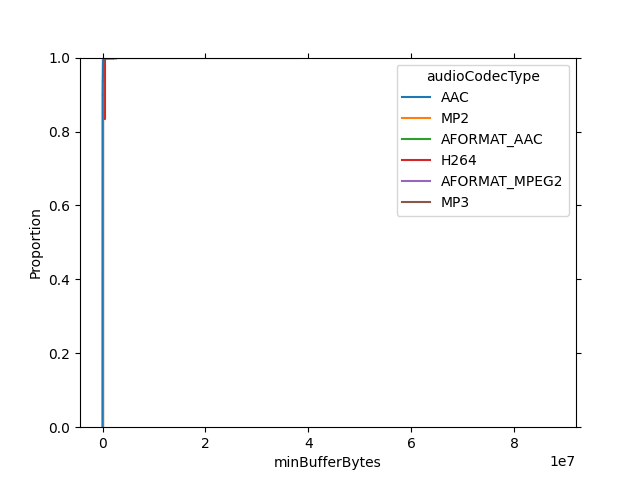 1.0
0.8
0.6
0.4
0.2
0.0
Proportion
0
2
4
6
8
1e7
minBufferBytes
audioCodecType
AAC
MP2
AFORMAT_AAC
H264
AFORMAT_MPEG2
MP3